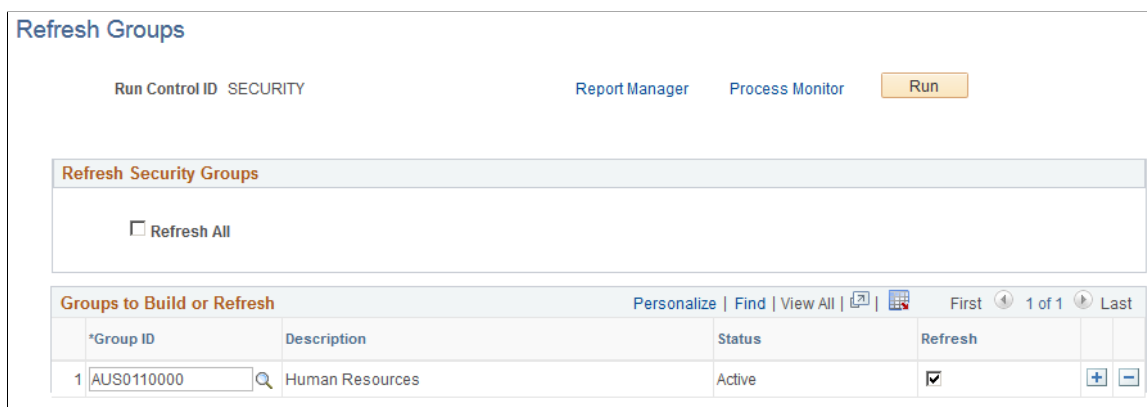 Refresh Groups
Run Control ID SECURITY Report Manager Process Monitor Run
Refresh Security Groups
Refresh All
Groups to Build or Refresh Personalize | Find | View All | | First 1 of 1 Last
*Group ID Description Status Refresh
1 AUS0110000 Human Resources Active